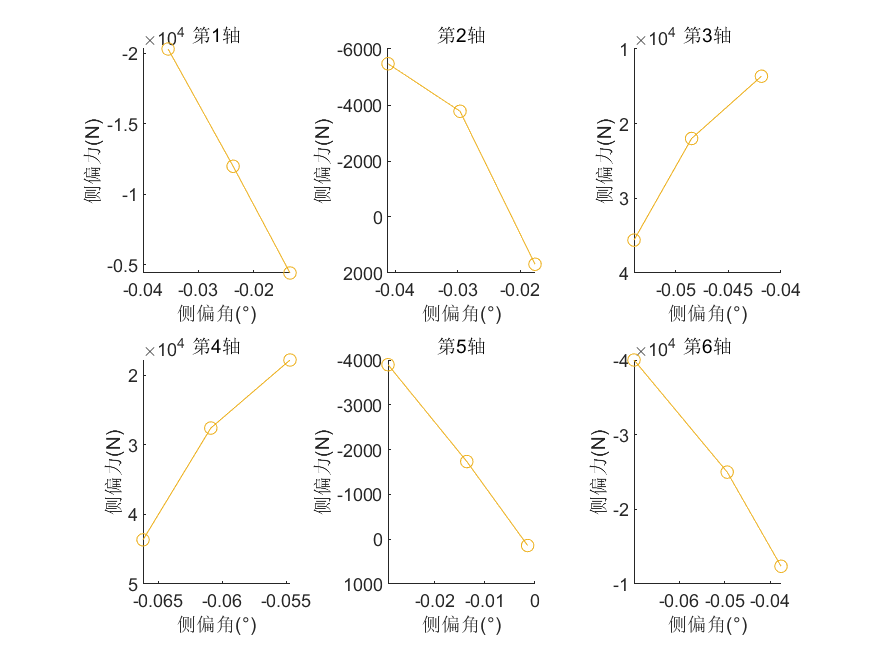 ×10⁴ 第1轴
-2
-1.5
-1
-0.5
-0.04 -0.03 -0.02
侧偏角(°)
侧偏力(N)
第2轴
-6000
-4000
-2000
0
2000
-0.04 -0.03 -0.02
侧偏角(°)
侧偏力(N)
×10⁴ 第3轴
1
2
3
4
-0.05 -0.045 -0.04
侧偏角(°)
侧偏力(N)
×10⁴ 第4轴
2
3
4
5
-0.065 -0.06 -0.055
侧偏角(°)
侧偏力(N)
第5轴
-4000
-3000
-2000
-1000
0
1000
-0.02 -0.01 0
侧偏角(°)
侧偏力(N)
×10⁴ 第6轴
-4
-3
-2
-1
-0.06 -0.05 -0.04
侧偏角(°)
侧偏力(N)